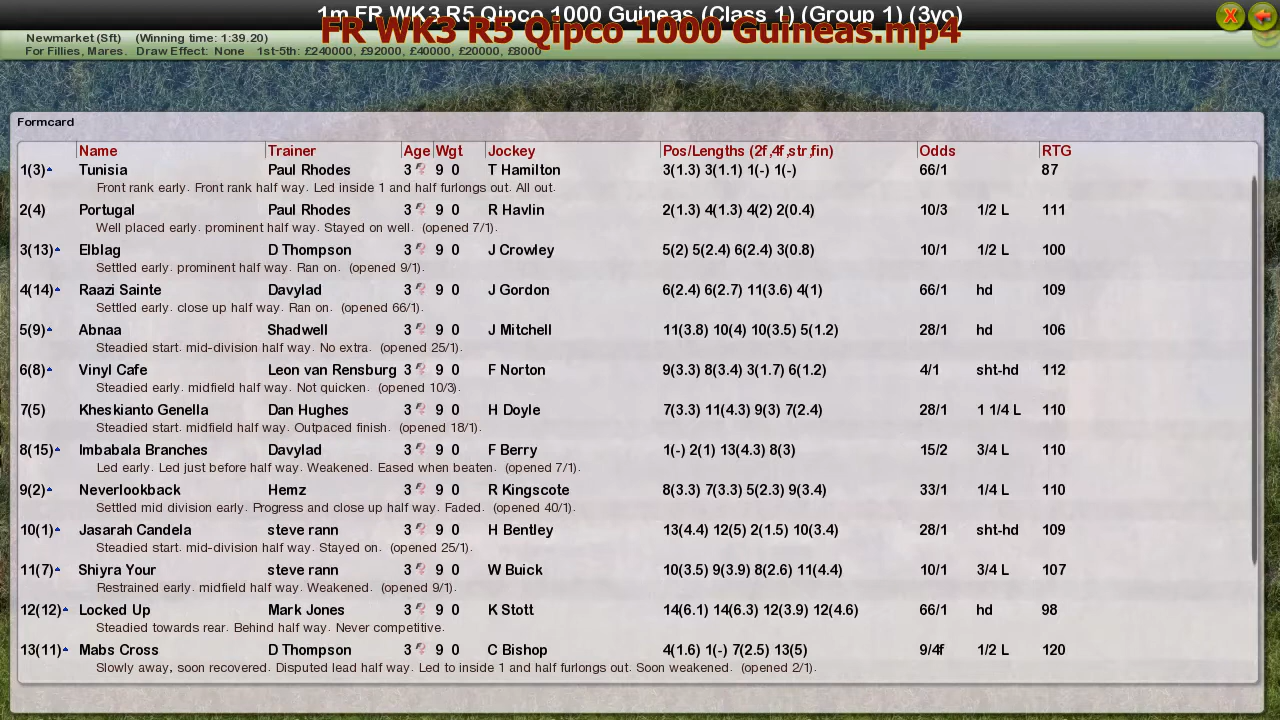 1m FR WK3 R5 Qipco 1000 Guineas (Class 1) (Group 1) (3yo)
FR WK3 R5 Qipco 1000 Guineas.mp4
Newmarket (Sft) (Winning time: 1:39.20)
For Fillies, Mares. Draw Effect: None 1st-5th: £240000, £92000, £40000, £20000, £8000
Formcard
Name Trainer Age Wgt Jockey Pos/Lengths (2f,4f,str,fin) Odds RTG
1(3) Tunisia Paul Rhodes 3 9 0 T Hamilton 3(1.3) 3(1.1) 1(-) 1(-) 66/1 87
Front rank early. Front rank half way. Led inside 1 and half furlongs out. All out.
2(4) Portugal Paul Rhodes 3 9 0 R Havlin 2(1.3) 4(1.3) 4(2) 2(0.4) 10/3 1/2 L 111
Well placed early. prominent half way. Stayed on well. (opened 7/1).
3(13) Elblag D Thompson 3 9 0 J Crowley 5(2) 5(2.4) 6(2.4) 3(0.8) 10/1 1/2 L 100
Settled early. prominent half way. Ran on. (opened 9/1).
4(14) Raazi Sainte Davylad 3 9 0 J Gordon 6(2.4) 6(2.7) 11(3.6) 4(1) 66/1 hd 109
Settled early. close up half way. Ran on. (opened 66/1).
5(9) Abnaa Shadwell 3 9 0 J Mitchell 11(3.8) 10(4) 10(3.5) 5(1.2) 28/1 hd 106
Steadied start. mid-division half way. No extra. (opened 25/1).
6(8) Vinyl Cafe Leon van Rensburg 3 9 0 F Norton 9(3.3) 8(3.4) 3(1.7) 6(1.2) 4/1 sht-hd 112
Steadied early. midfield half way. Not quicken. (opened 10/3).
7(5) Kheskianto Genella Dan Hughes 3 9 0 H Doyle 7(3.3) 11(4.3) 9(3) 7(2.4) 28/1 1 1/4 L 110
Steadied start. midfield half way. Outpaced finish. (opened 18/1).
8(15) Imbabala Branches Davylad 3 9 0 F Berry 1(-) 2(1) 13(4.3) 8(3) 15/2 3/4 L 110
Led early. Led just before half way. Weakened. Eased when beaten. (opened 7/1).
9(2) Neverlookback Hemz 3 9 0 R Kingscote 8(3.3) 7(3.3) 5(2.3) 9(3.4) 33/1 1/4 L 110
Settled mid division early. Progress and close up half way. Faded. (opened 40/1).
10(1) Jasarah Candela steve rann 3 9 0 H Bentley 13(4.4) 12(5) 2(1.5) 10(3.4) 28/1 sht-hd 109
Steadied start. mid-division half way. Stayed on. (opened 25/1).
11(7) Shiyra Your steve rann 3 9 0 W Buick 10(3.5) 9(3.9) 8(2.6) 11(4.4) 10/1 3/4 L 107
Restrained early. midfield half way. Weakened. (opened 9/1).
12(12) Locked Up Mark Jones 3 9 0 K Stott 14(6.1) 14(6.3) 12(3.9) 12(4.6) 66/1 hd 98
Steadied towards rear. Behind half way. Never competitive.
13(11) Mabs Cross D Thompson 3 9 0 C Bishop 4(1.6) 1(-) 7(2.5) 13(5) 9/4f 1/2 L 120
Slowly away, soon recovered. Disputed lead half way. Led to inside 1 and half furlongs out. Soon weakened. (opened 2/1).